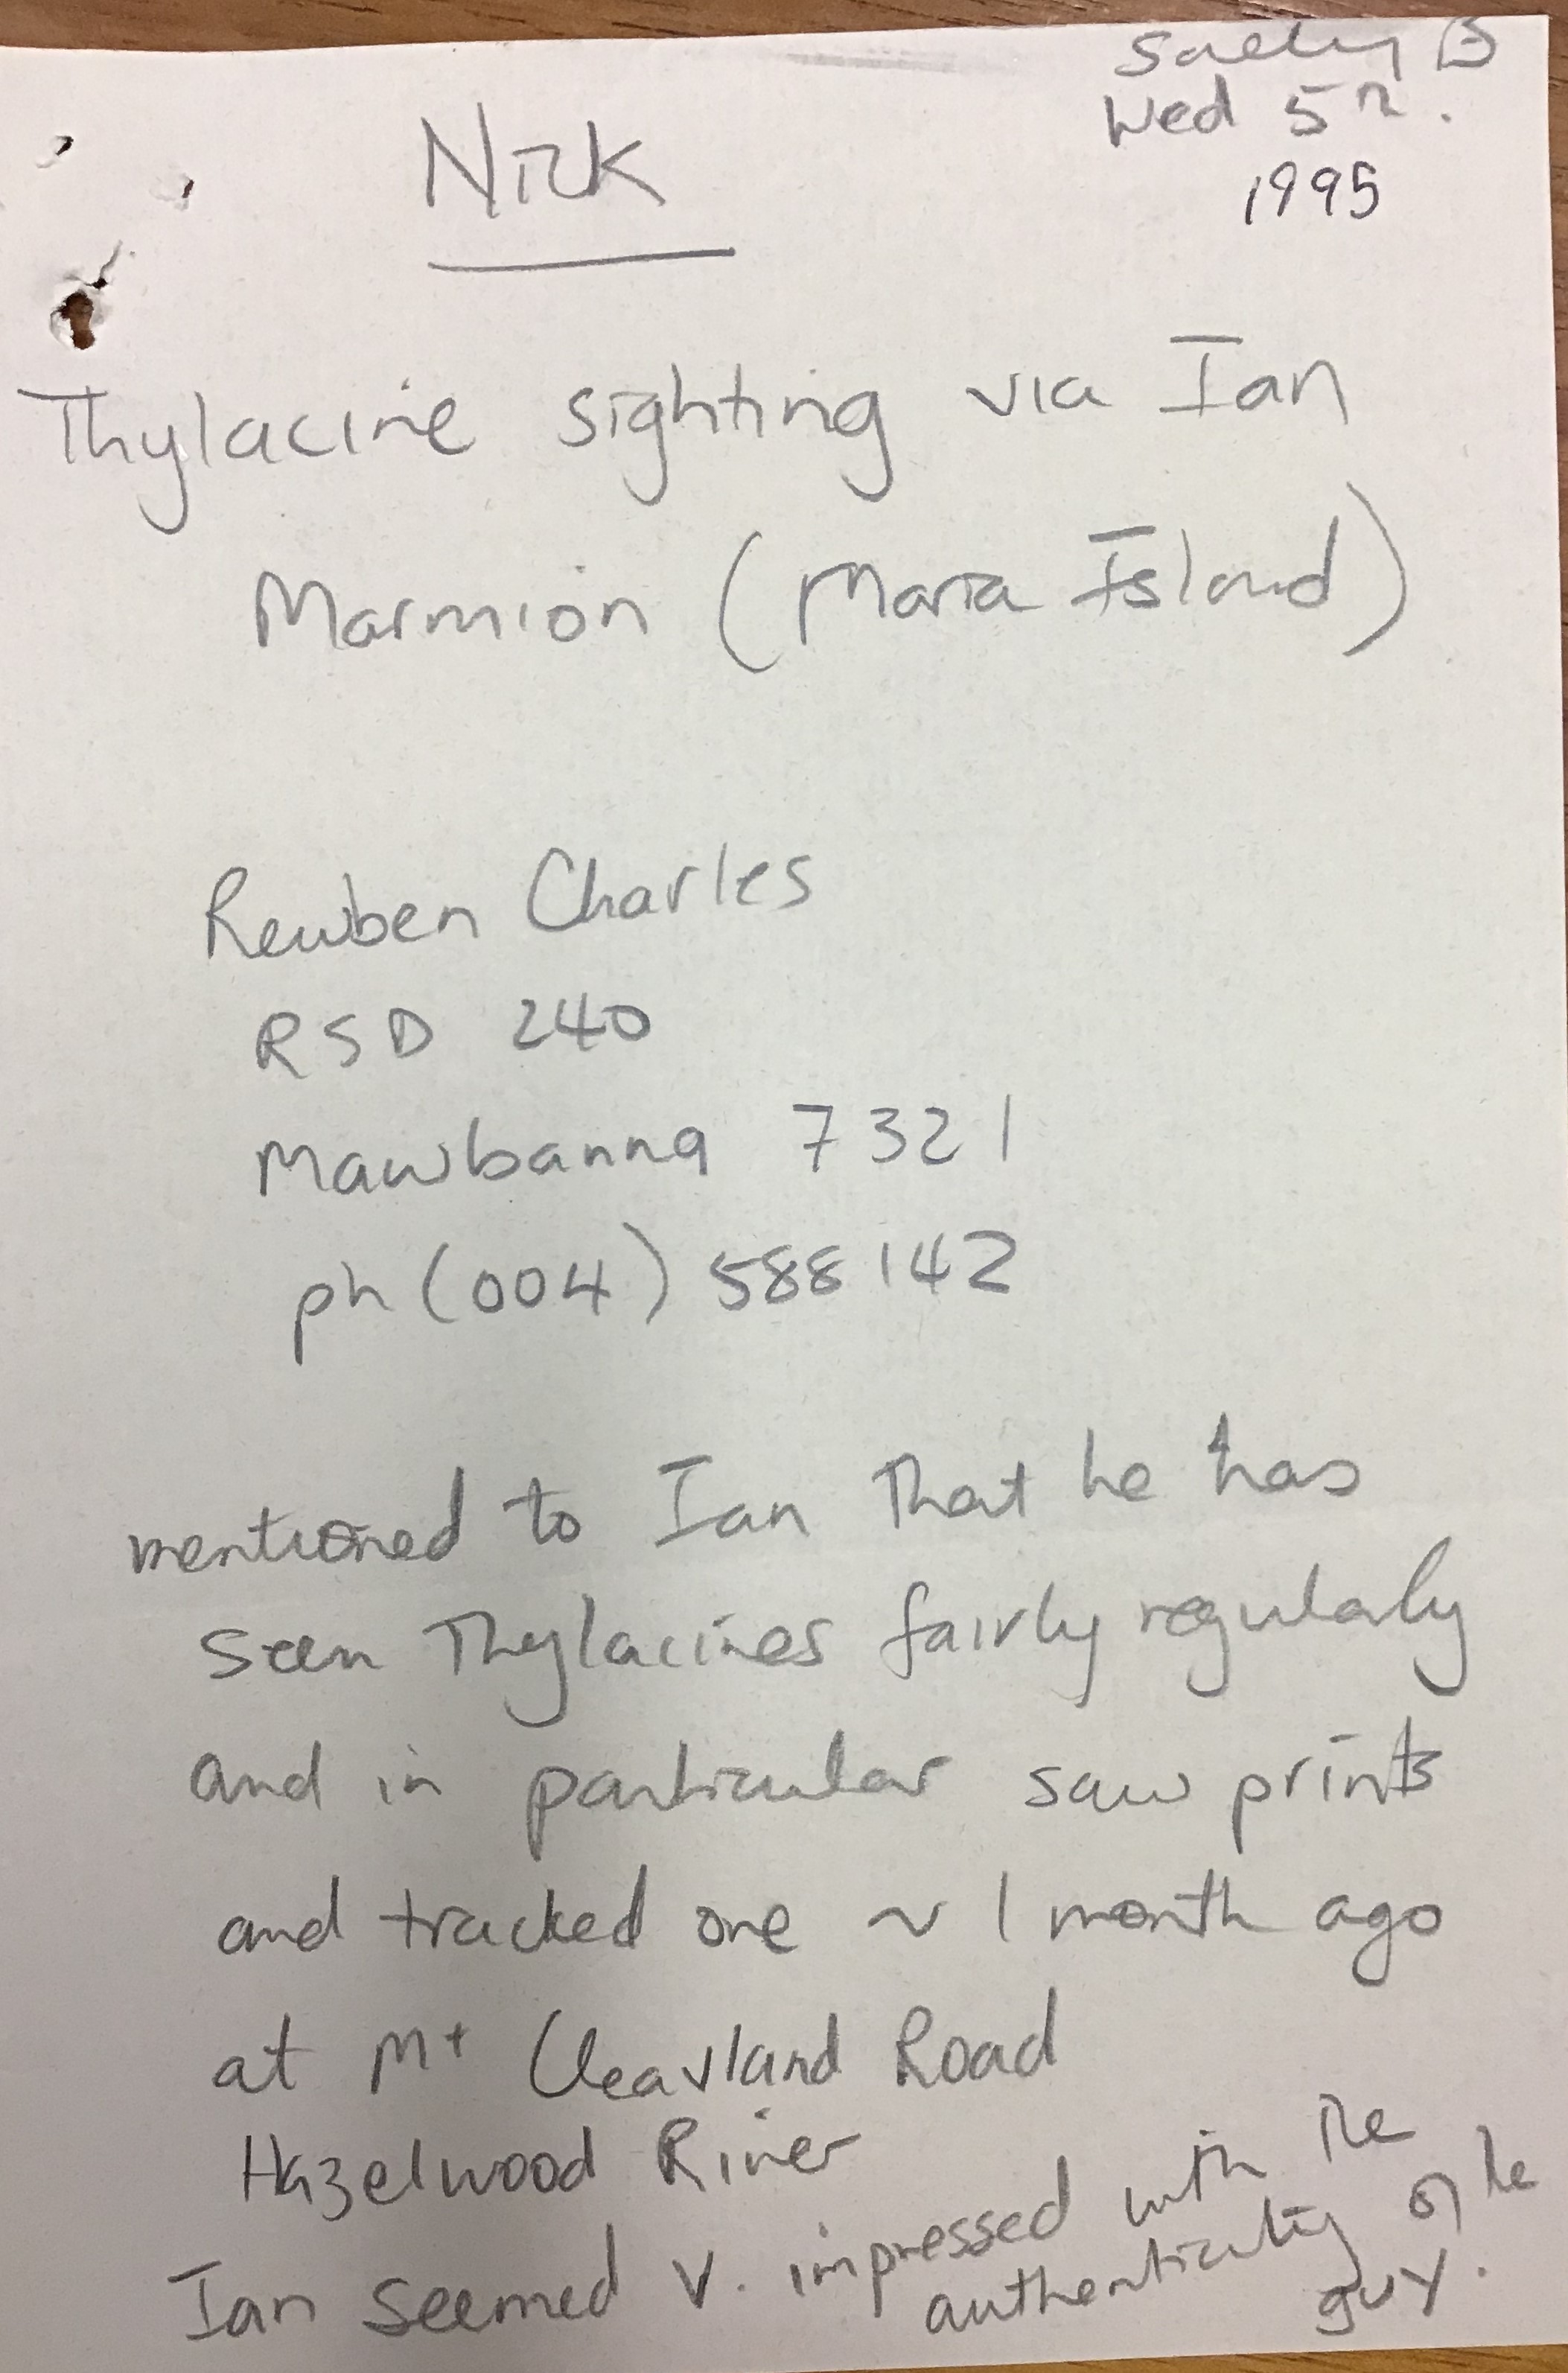 Sally B
Wed 5th.
1995
Nick
Thylacine sighting via Ian
Marmion (Maria Island)
Reuben Charles
RSD 240
Mawbanna 7321
ph (004) 588142
mentioned to Ian that he has
seen Thylacines fairly regularly
and in particular saw prints
and tracked one ~ 1 month ago
at Mt Cleavland Road
Hazelwood River
Ian seemed v. impressed with the
authenticity of the
guy.